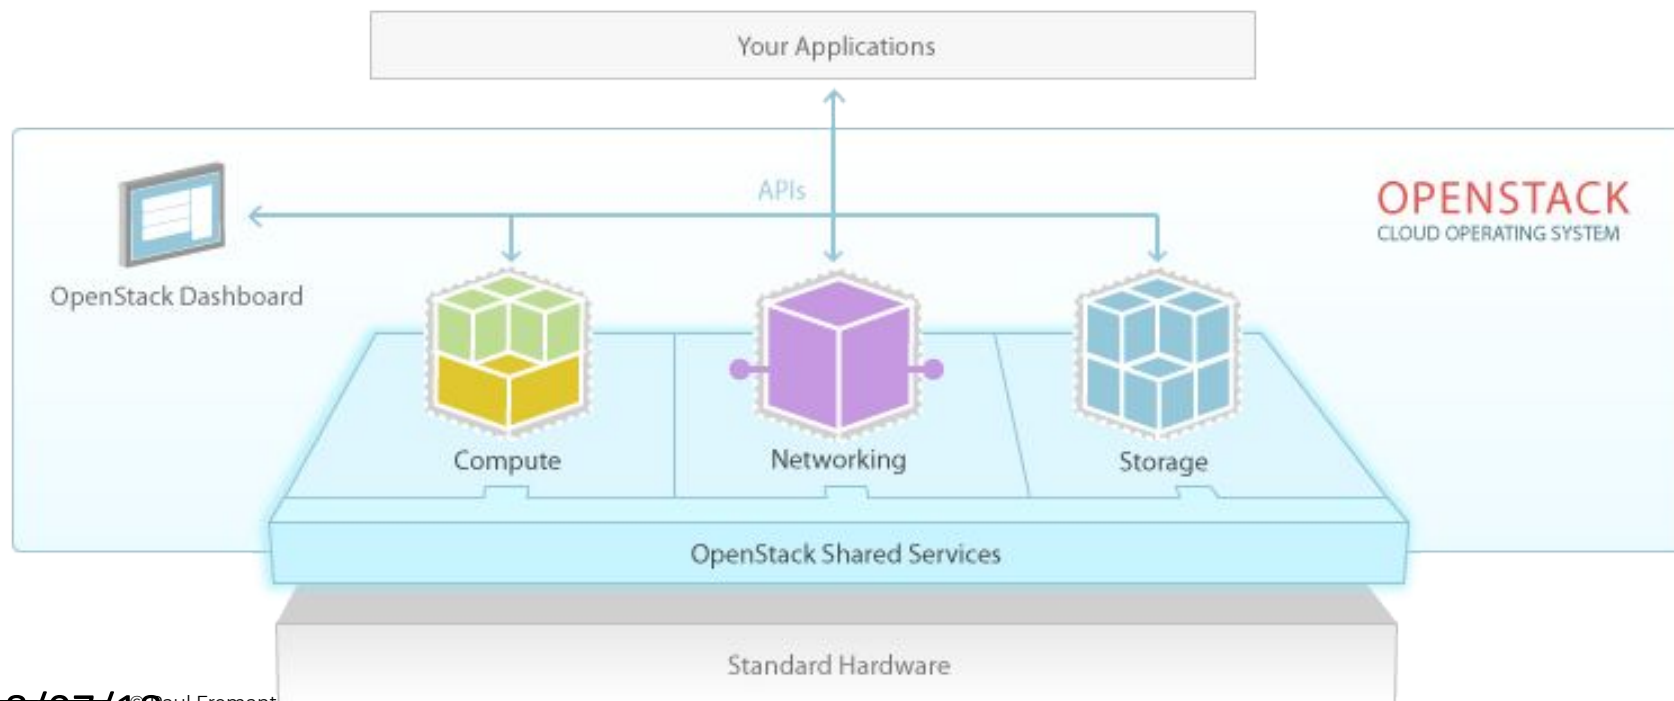 Your Applications
APIs
OPENSTACK
CLOUD OPERATING SYSTEM
OpenStack Dashboard
Compute
Networking
Storage
OpenStack Shared Services
Standard Hardware